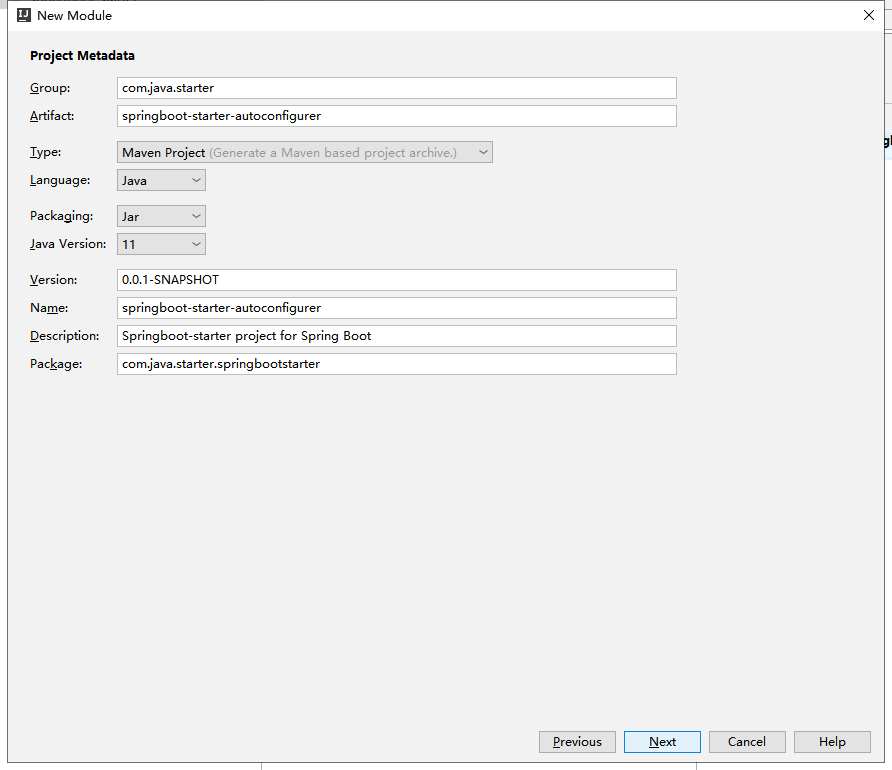 New Module
Project Metadata
Group: com.java.starter
Artifact: springboot-starter-autoconfigurer
Type: Maven Project (Generate a Maven based project archive.)
Language: Java
Packaging: Jar
Java Version: 11
Version: 0.0.1-SNAPSHOT
Name: springboot-starter-autoconfigurer
Description: Springboot-starter project for Spring Boot
Package: com.java.starter.springbootstarter
Previous Next Cancel Help